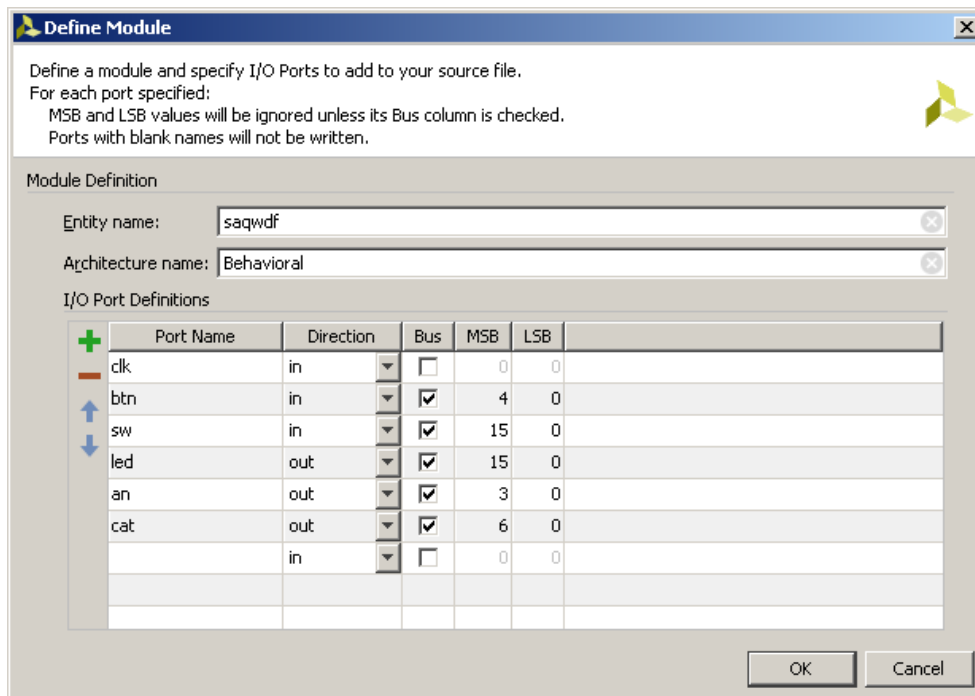 Define Module
Define a module and specify I/O Ports to add to your source file.
For each port specified:
MSB and LSB values will be ignored unless its Bus column is checked.
Ports with blank names will not be written.
Module Definition
Entity name: saqwdf
Architecture name: Behavioral
I/O Port Definitions
Port Name Direction Bus MSB LSB
clk in 0 0
btn in 4 0
sw in 15 0
led out 15 0
an out 3 0
cat out 6 0
in 0 0
OK Cancel